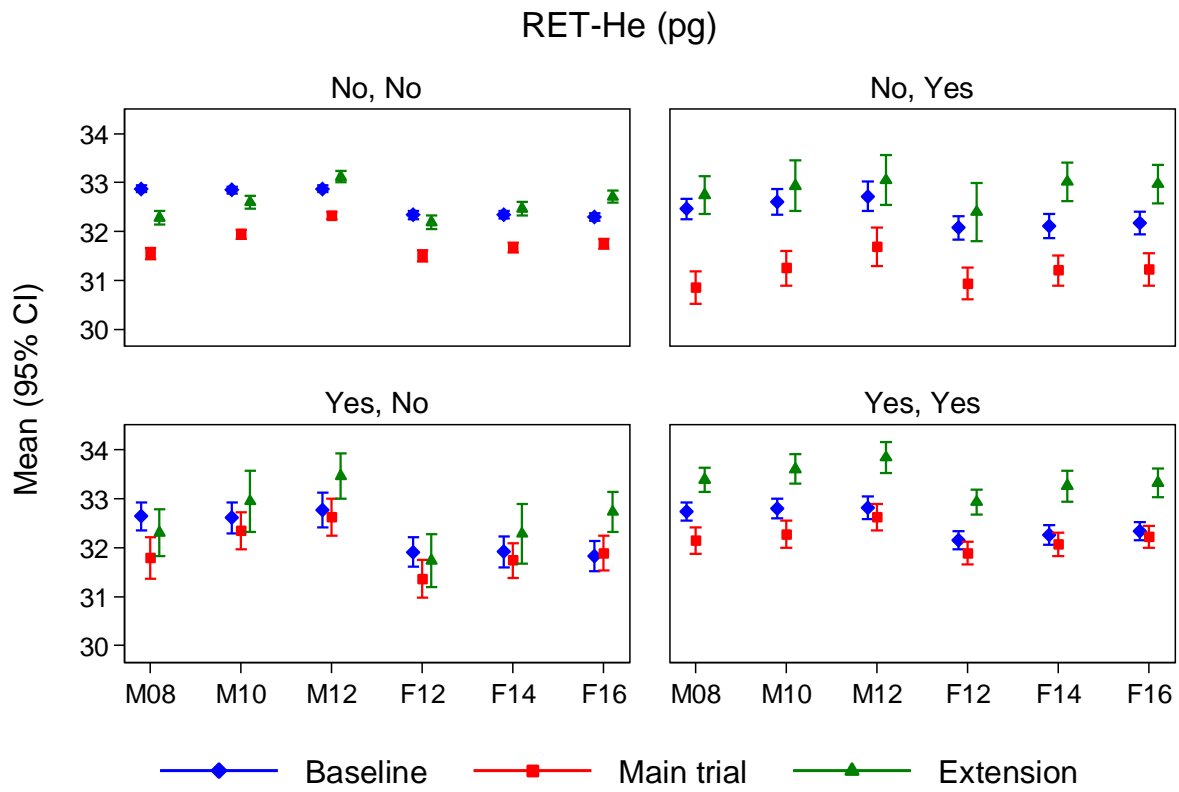 RET-He (pg)
No, No
No, Yes
34
33
32
31
30
Yes, No
Yes, Yes
34
33
32
31
30
Mean (95% CI)
M08 M10 M12 F12 F14 F16
M08 M10 M12 F12 F14 F16
Baseline Main trial Extension